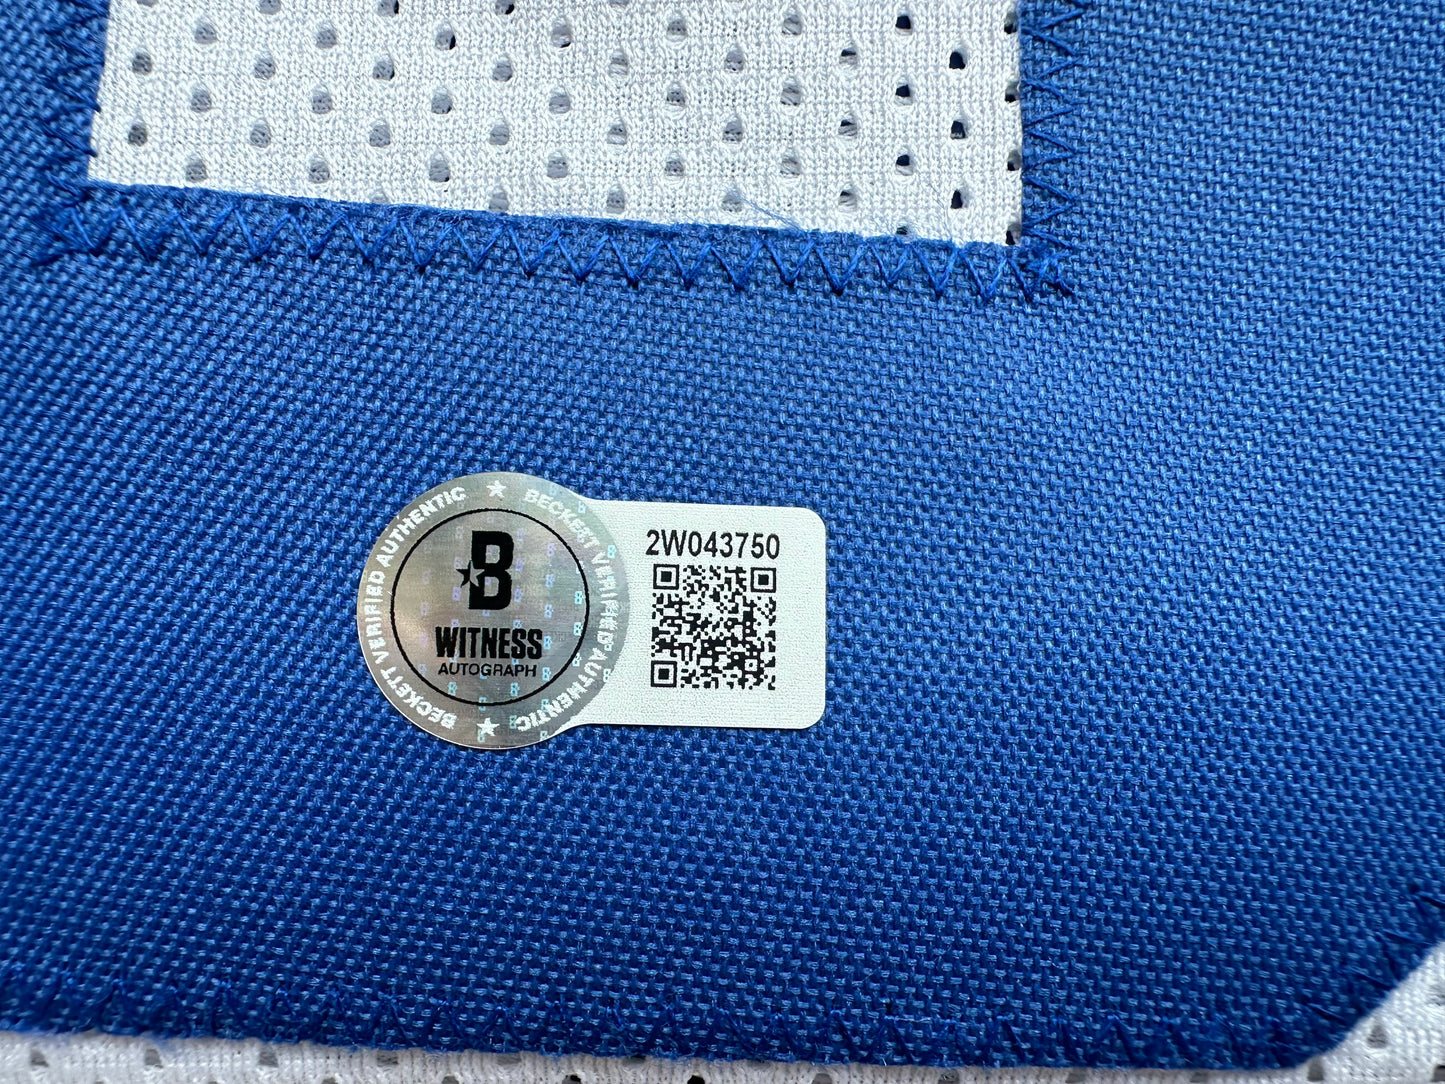 BECKETT VERIFIED AUTHENTIC ★ BECKETT VERIFIED AUTHENTIC ★
B
WITNESS
AUTOGRAPH
2W043750